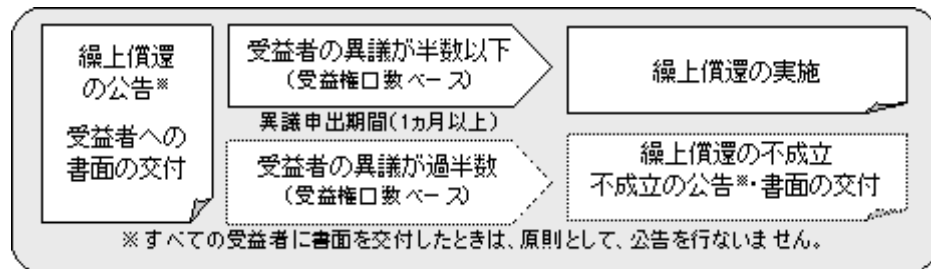 繰上償還
の公告※
受益者への
書面の交付
受益者の異議が半数以下
(受益権口数ベース)
異議申出期間(1ヵ月以上)
受益者の異議が過半数
(受益権口数ベース)
繰上償還の実施
繰上償還の不成立
不成立の公告※・書面の交付
※すべての受益者に書面を交付したときは、原則として、公告を行ないません。